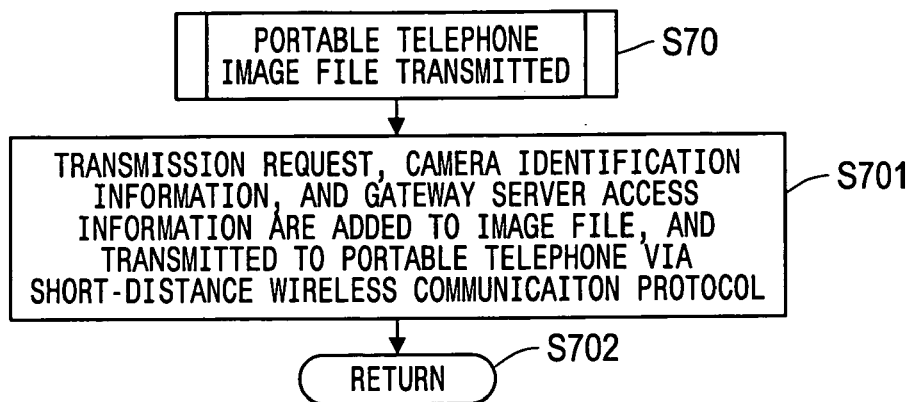 PORTABLE TELEPHONE
IMAGE FILE TRANSMITTED
S70
TRANSMISSION REQUEST, CAMERA IDENTIFICATION
INFORMATION, AND GATEWAY SERVER ACCESS
INFORMATION ARE ADDED TO IMAGE FILE, AND
TRANSMITTED TO PORTABLE TELEPHONE VIA
SHORT-DISTANCE WIRELESS COMMUNICAITON PROTOCOL
S701
RETURN
S702